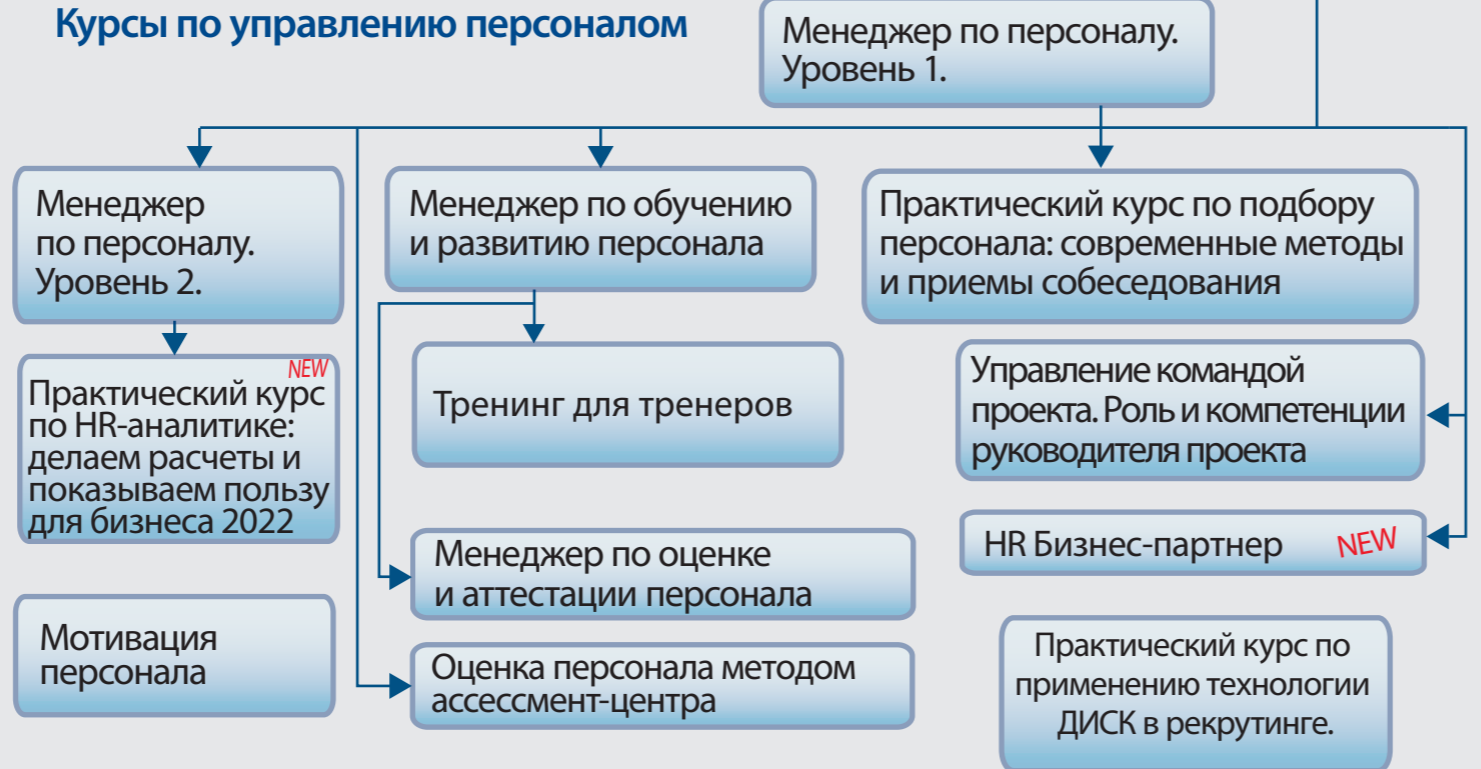 Курсы по управлению персоналом
Менеджер по персоналу.
Уровень 1.
Менеджер
по персоналу.
Уровень 2.
Менеджер по обучению
и развитию персонала
Практический курс по подбору
персонала: современные методы
и приемы собеседования
NEW
Практический курс
по HR-аналитике:
делаем расчеты и
показываем пользу
для бизнеса 2022
Тренинг для тренеров
Управление командой
проекта. Роль и компетенции
руководителя проекта
Менеджер по оценке
и аттестации персонала
HR Бизнес-партнер NEW
Мотивация
персонала
Оценка персонала методом
ассессмент-центра
Практический курс по
применению технологии
ДИСК в рекрутинге.